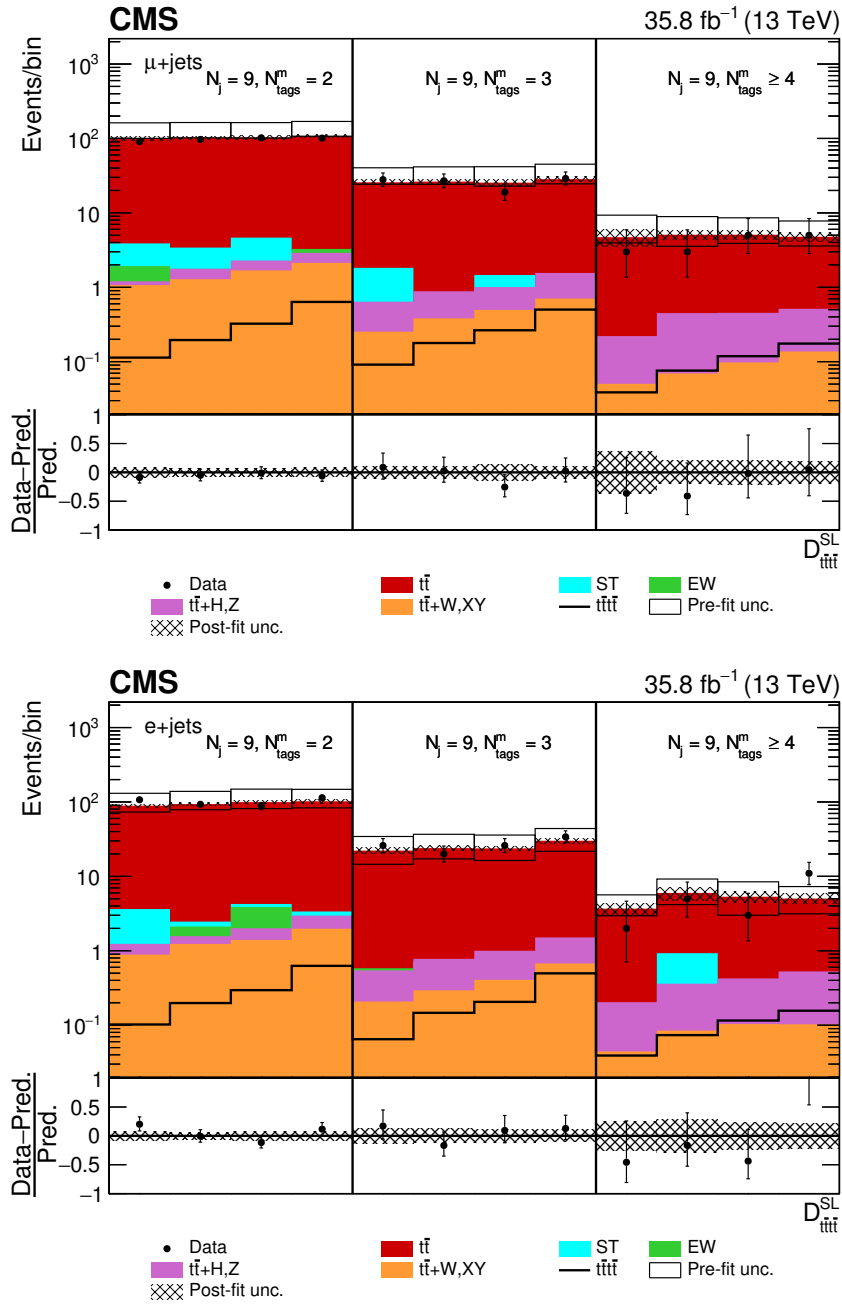 CMS 35.8 fb⁻¹ (13 TeV)
Events/bin
μ+jets
N_j = 9, N^m_tags = 2
N_j = 9, N^m_tags = 3
N_j = 9, N^m_tags ≥ 4
10³
10²
10
1
10⁻¹
Data−Pred.
Pred.
1
0.5
0
−0.5
−1
D^SL_tt̄tt̄
Data tt̄ ST EW
tt̄+H,Z tt̄+W,XY tt̄tt̄ Pre-fit unc.
Post-fit unc.
CMS 35.8 fb⁻¹ (13 TeV)
Events/bin
e+jets
N_j = 9, N^m_tags = 2
N_j = 9, N^m_tags = 3
N_j = 9, N^m_tags ≥ 4
10³
10²
10
1
10⁻¹
Data−Pred.
Pred.
1
0.5
0
−0.5
−1
D^SL_tt̄tt̄
Data tt̄ ST EW
tt̄+H,Z tt̄+W,XY tt̄tt̄ Pre-fit unc.
Post-fit unc.